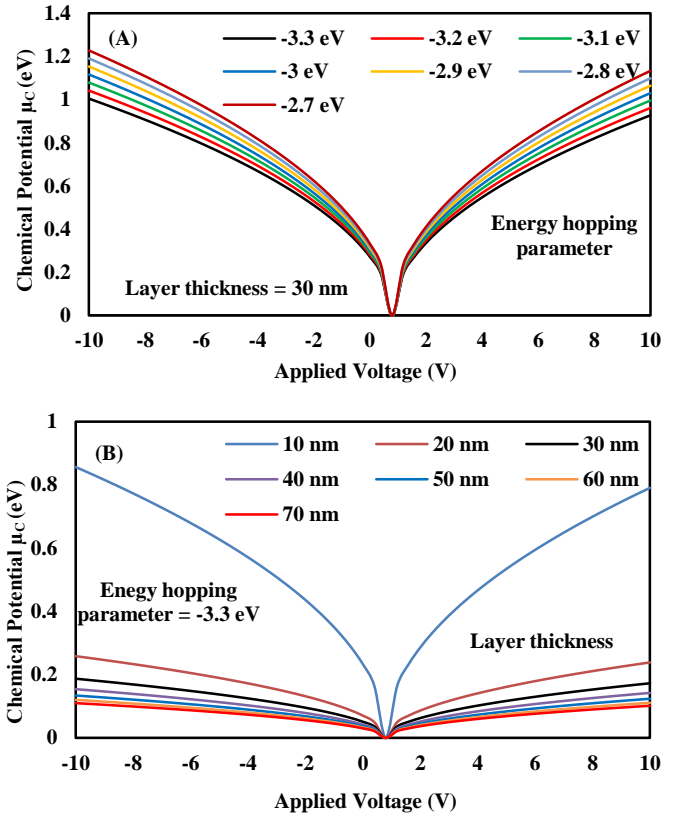 (A)
-3.3 eV -3.2 eV -3.1 eV
-3 eV -2.9 eV -2.8 eV
-2.7 eV
Chemical Potential μC (eV)
1.4
1.2
1
0.8
0.6
0.4
0.2
0
Energy hopping
parameter
Layer thickness = 30 nm
-10 -8 -6 -4 -2 0 2 4 6 8 10
Applied Voltage (V)
(B)
10 nm 20 nm 30 nm
40 nm 50 nm 60 nm
70 nm
Chemical Potential μC (eV)
1
0.8
0.6
0.4
0.2
0
Enegy hopping
parameter = -3.3 eV
Layer thickness
-10 -8 -6 -4 -2 0 2 4 6 8 10
Applied Voltage (V)